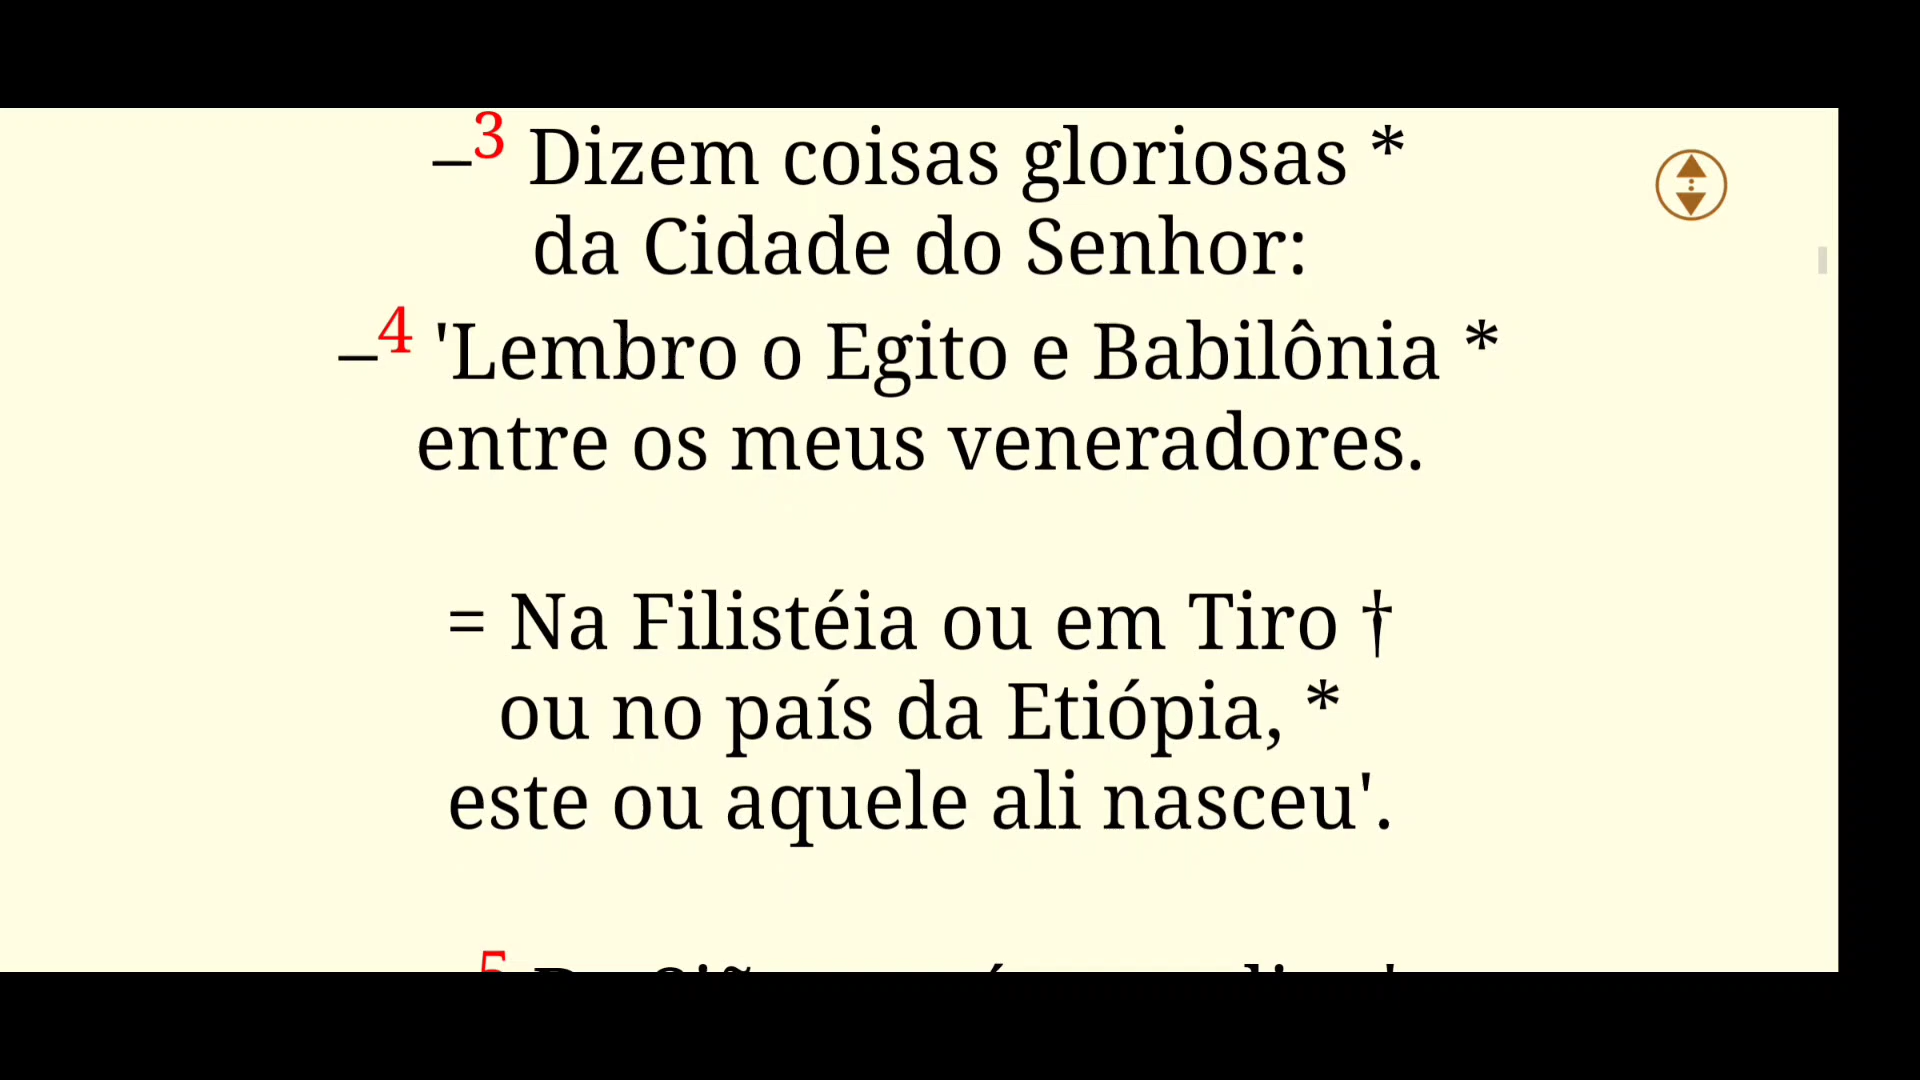 –3 Dizem coisas gloriosas *
da Cidade do Senhor:
–4 'Lembro o Egito e Babilônia *
entre os meus veneradores.
= Na Filistéia ou em Tiro †
ou no país da Etiópia, *
este ou aquele ali nasceu'.
5